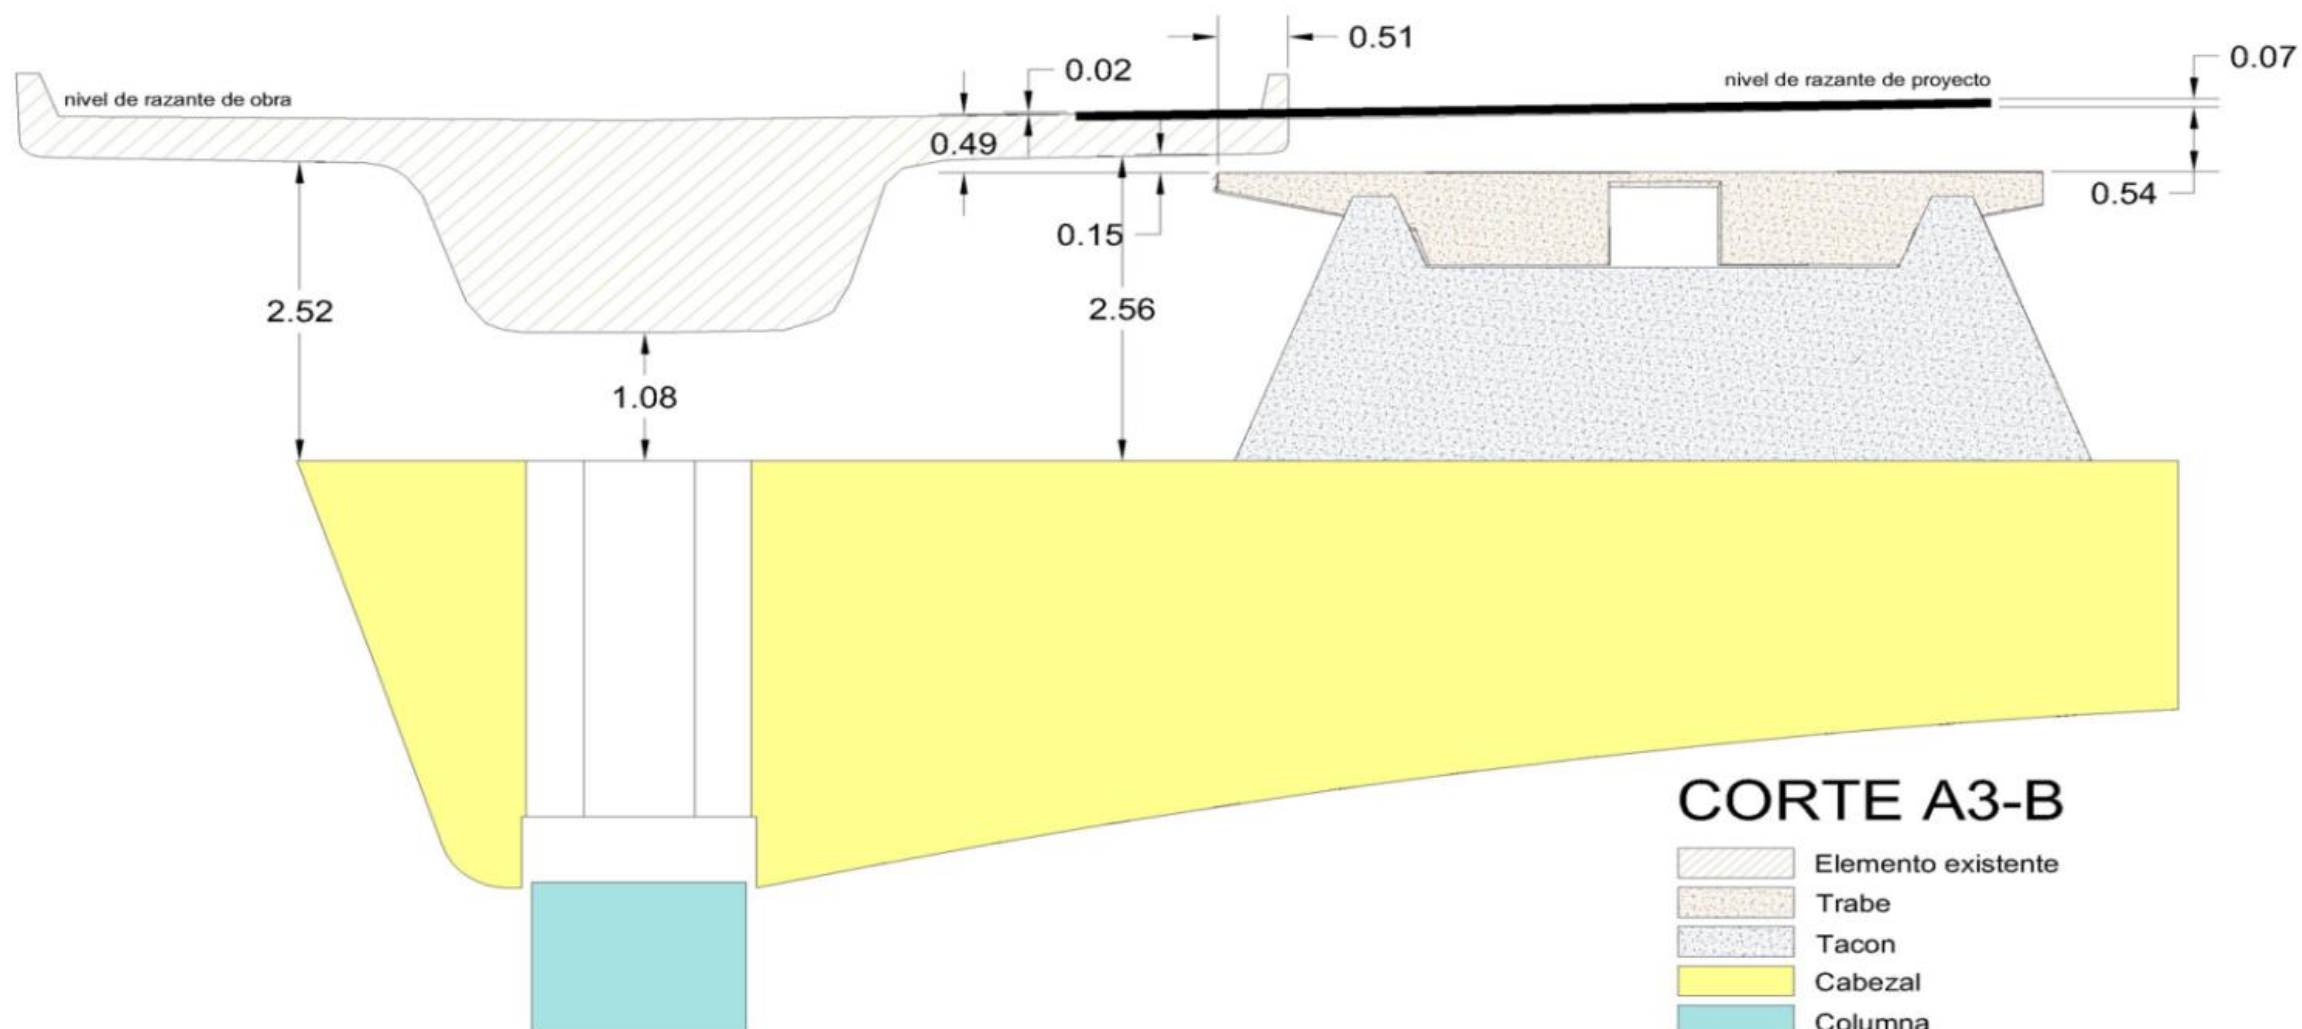 0.51
0.07
0.02
nivel de razante de proyecto
nivel de razante de obra
0.49
0.54
0.15
2.52
2.56
1.08
CORTE A3-B
Elemento existente
Trabe
Tacon
Cabezal
Columna